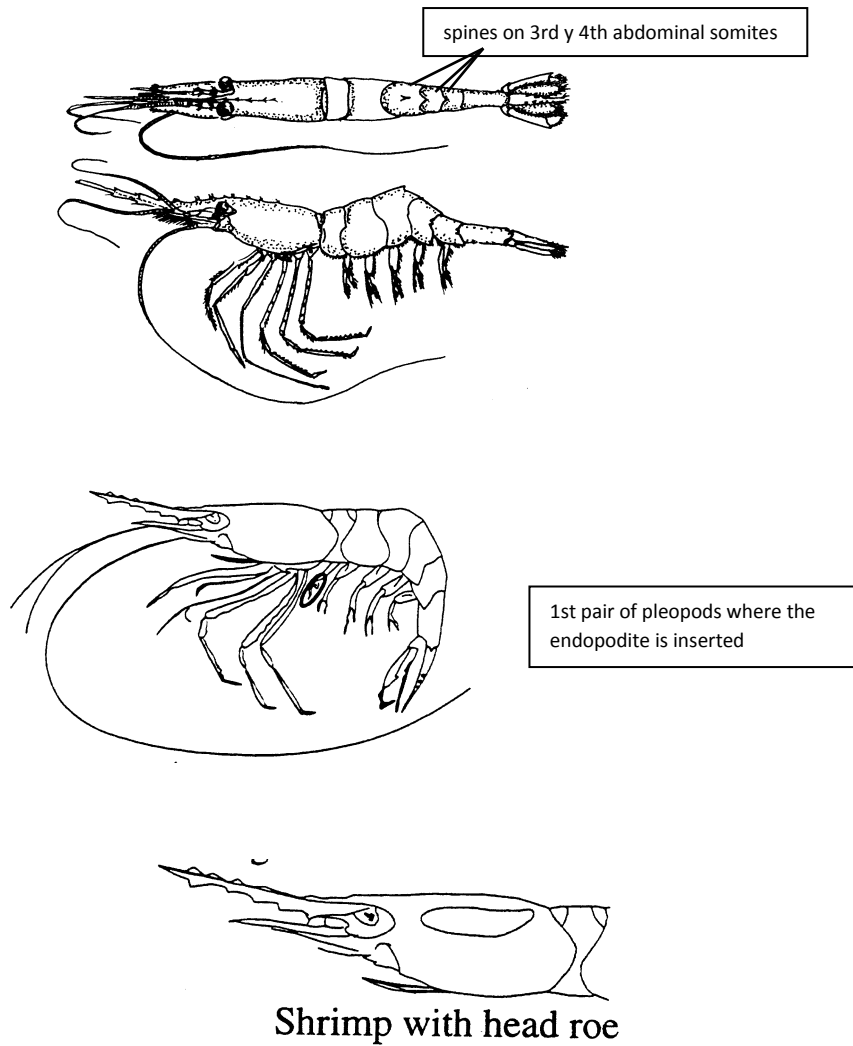 spines on 3rd y 4th abdominal somites
1st pair of pleopods where the
endopodite is inserted
Shrimp with head roe